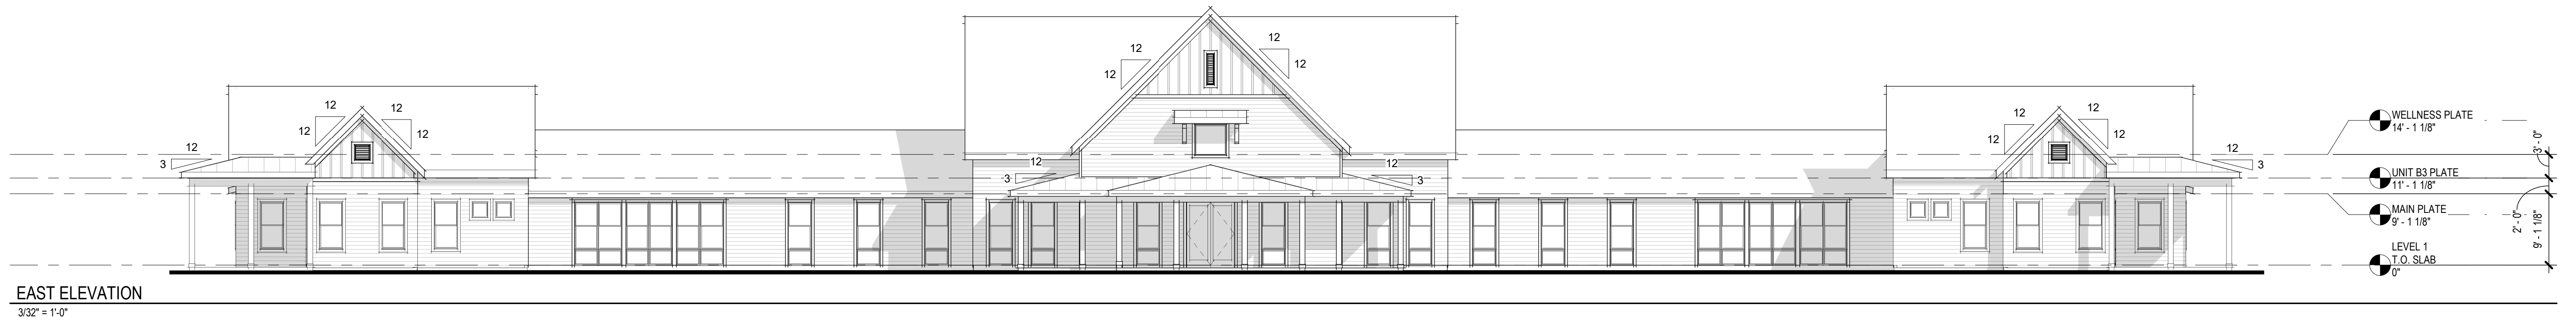 12
12
12
12
12
12
3
12
12
12
3
12
3
12
12
12
12
12
3
WELLNESS PLATE
14' - 1 1/8"
3' - 0"
UNIT B3 PLATE
11' - 1 1/8"
MAIN PLATE
9' - 1 1/8"
2' - 0"
9' - 1 1/8"
LEVEL 1
T.O. SLAB
0"
EAST ELEVATION
3/32" = 1'-0"